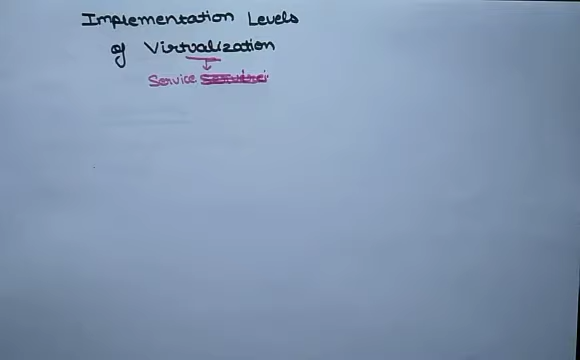 Implementation Levels
of Virtualization
Service